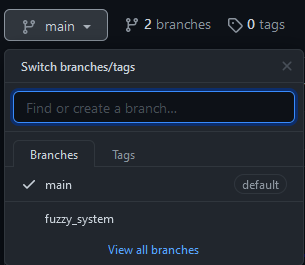 main 2 branches 0 tags
Switch branches/tags
Find or create a branch...
Branches Tags
main default
fuzzy_system
View all branches